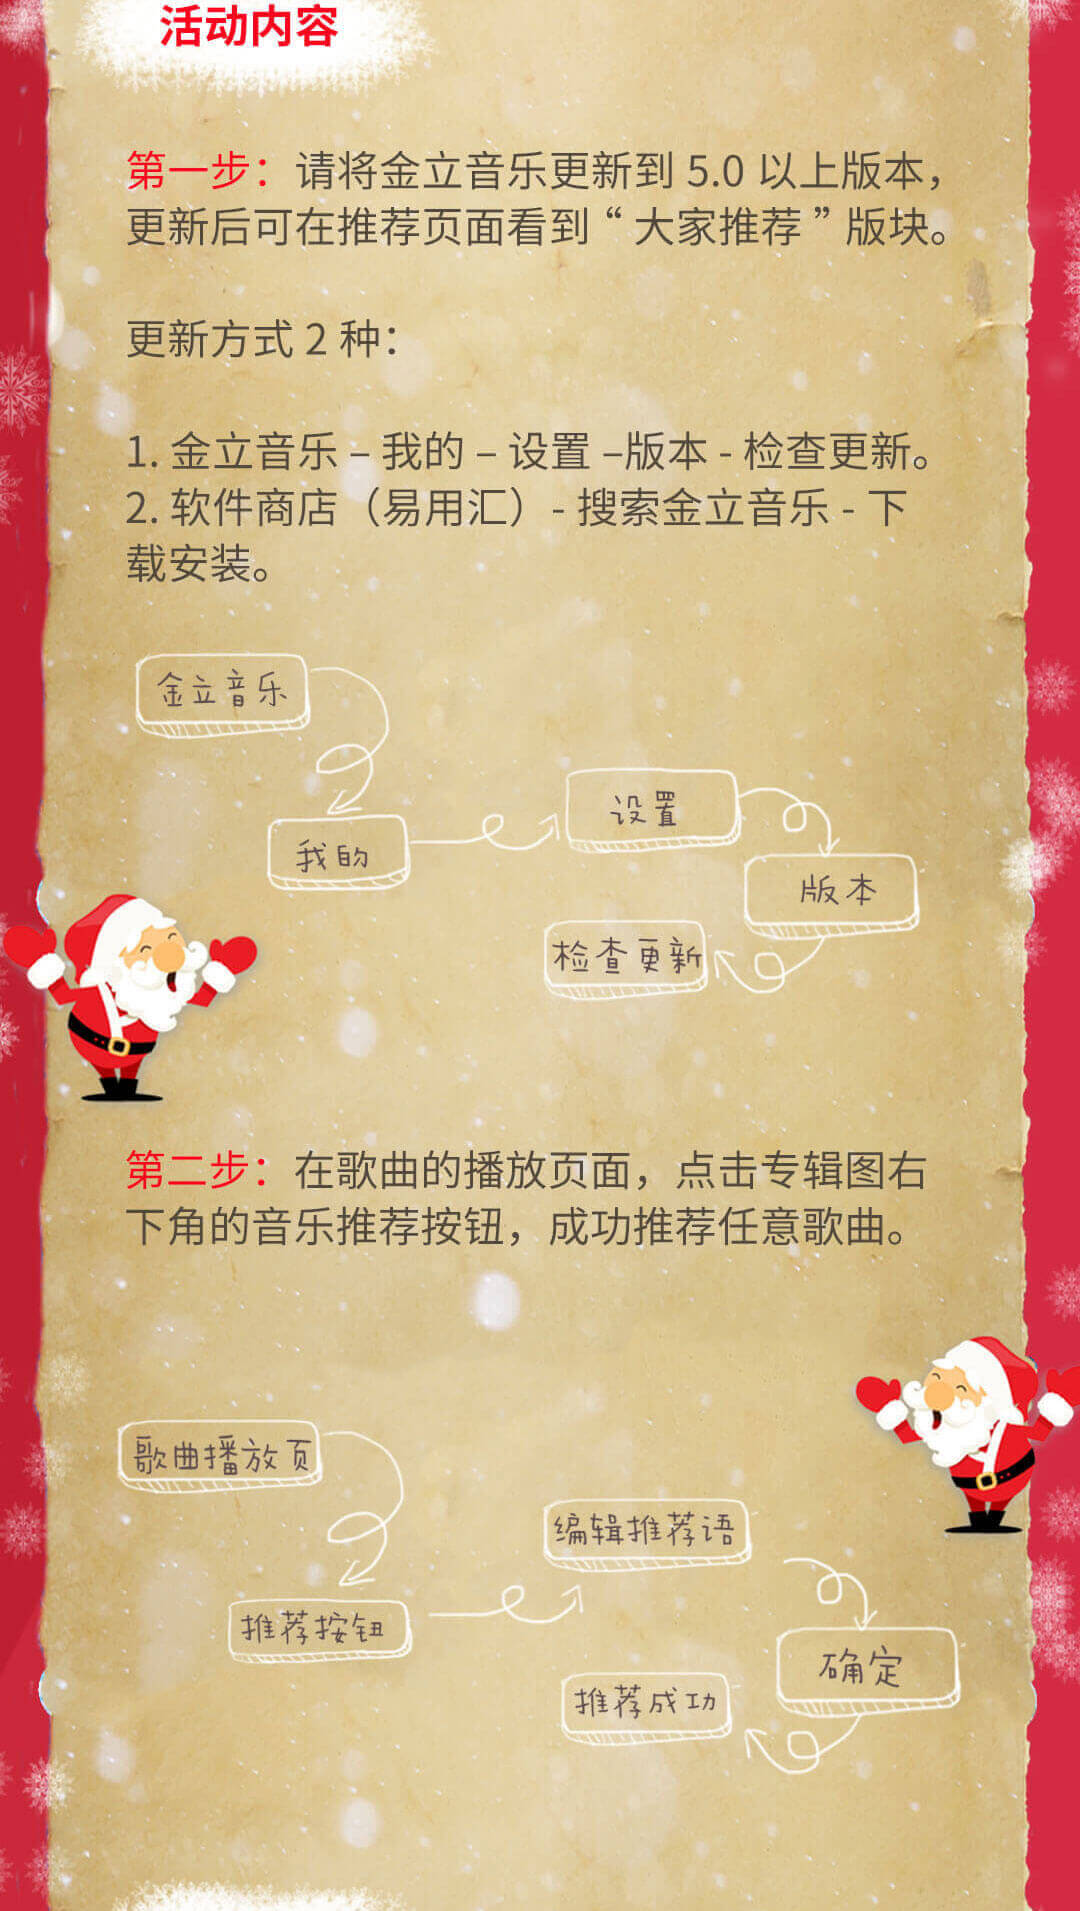 活动内容
第一步：请将金立音乐更新到 5.0 以上版本，
更新后可在推荐页面看到“大家推荐”版块。
更新方式 2 种：
1. 金立音乐 – 我的 – 设置 –版本 - 检查更新。
2. 软件商店（易用汇）- 搜索金立音乐 - 下
载安装。
金立音乐
我的
设置
版本
检查更新
第二步：在歌曲的播放页面，点击专辑图右
下角的音乐推荐按钮，成功推荐任意歌曲。
歌曲播放页
推荐按钮
编辑推荐语
确定
推荐成功